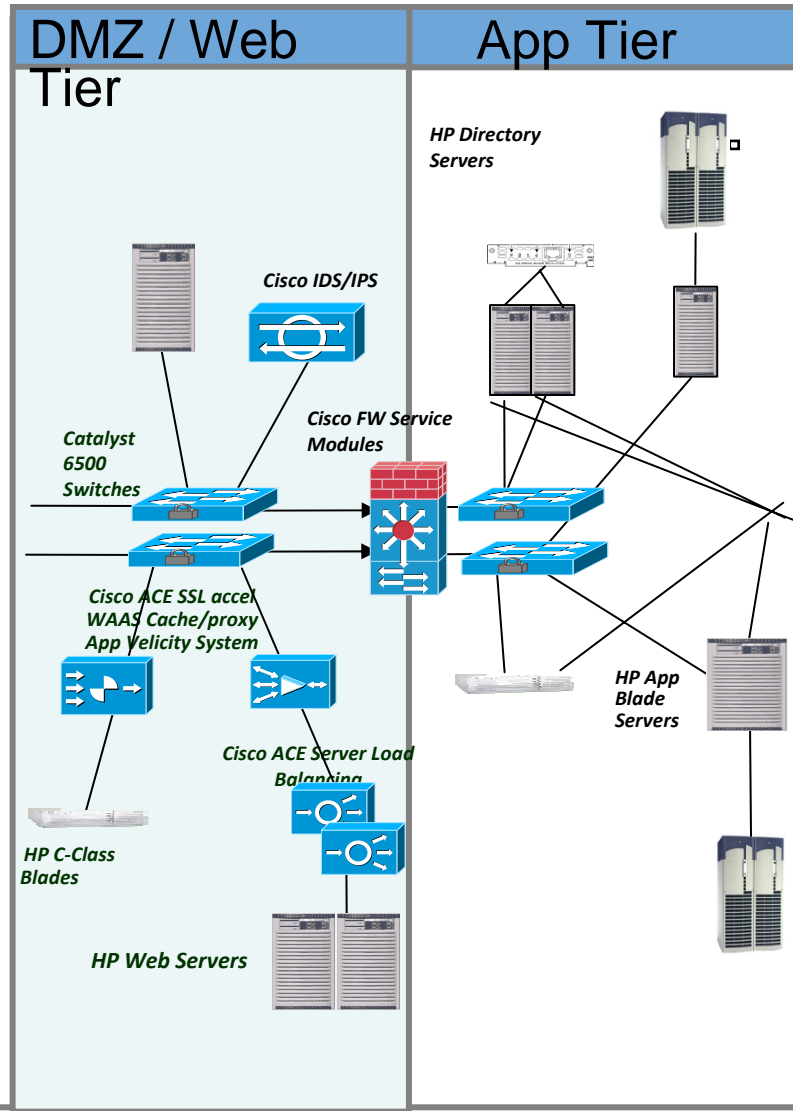 DMZ / Web
Tier
App Tier
HP Directory
Servers
Cisco IDS/IPS
Cisco FW Service
Modules
Catalyst
6500
Switches
Cisco ACE SSL accel
WAAS Cache/proxy
App Velicity System
HP App
Blade
Servers
Cisco ACE Server Load
Balancing
HP C-Class
Blades
HP Web Servers